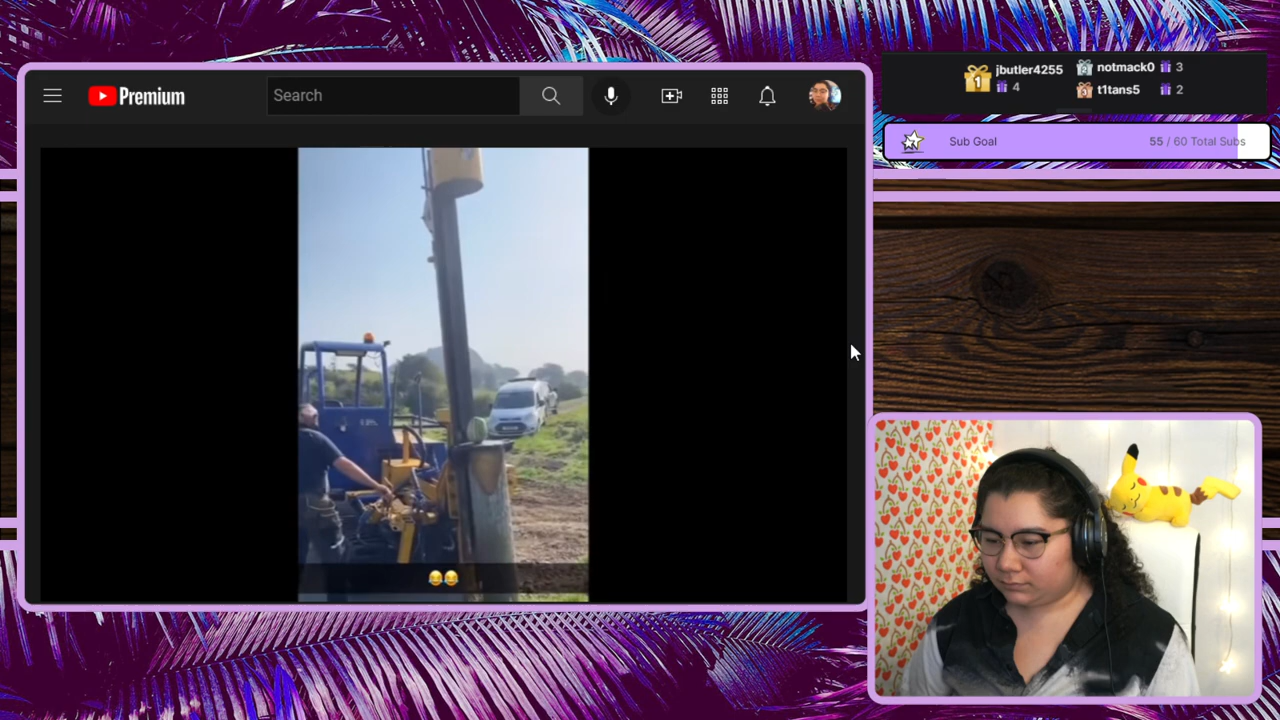 Premium
Search
jbutler4255
4
notmack0 3
t1tans5 2
Sub Goal
55 / 60 Total Subs
😂😂